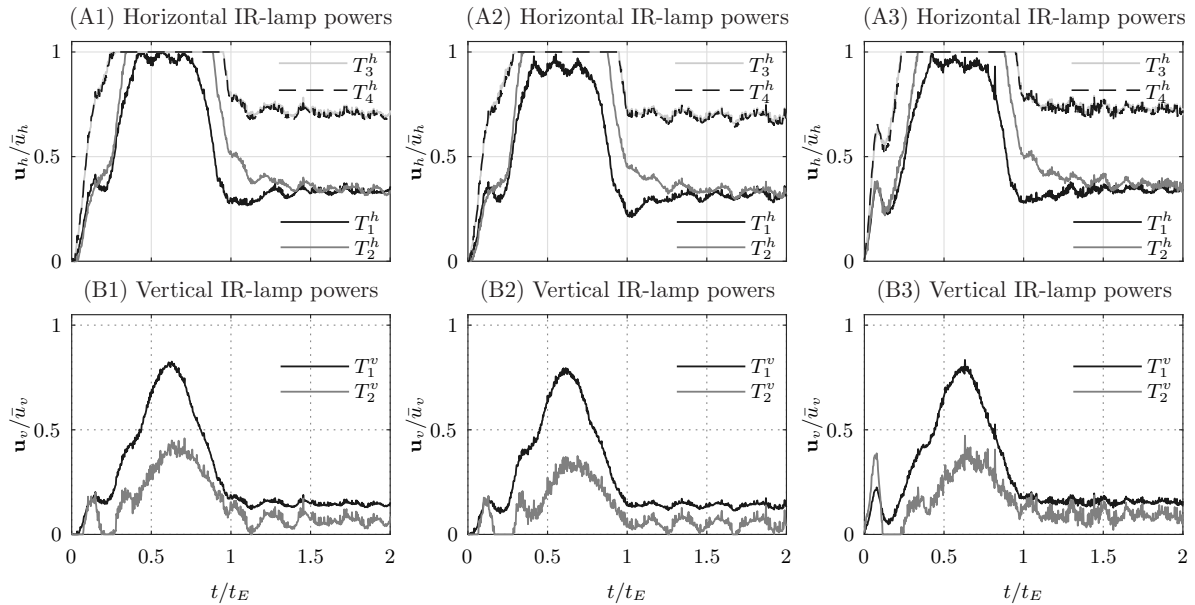 (A1) Horizontal IR-lamp powers
(A2) Horizontal IR-lamp powers
(A3) Horizontal IR-lamp powers
u_h/ū_h
1
0.5
0
T_3^h
T_4^h
T_1^h
T_2^h
u_h/ū_h
1
0.5
0
T_3^h
T_4^h
T_1^h
T_2^h
u_h/ū_h
1
0.5
0
T_3^h
T_4^h
T_1^h
T_2^h
(B1) Vertical IR-lamp powers
(B2) Vertical IR-lamp powers
(B3) Vertical IR-lamp powers
u_v/ū_v
1
0.5
0
T_1^v
T_2^v
0 0.5 1 1.5 2
t/t_E
u_v/ū_v
1
0.5
0
T_1^v
T_2^v
0 0.5 1 1.5 2
t/t_E
u_v/ū_v
1
0.5
0
T_1^v
T_2^v
0 0.5 1 1.5 2
t/t_E